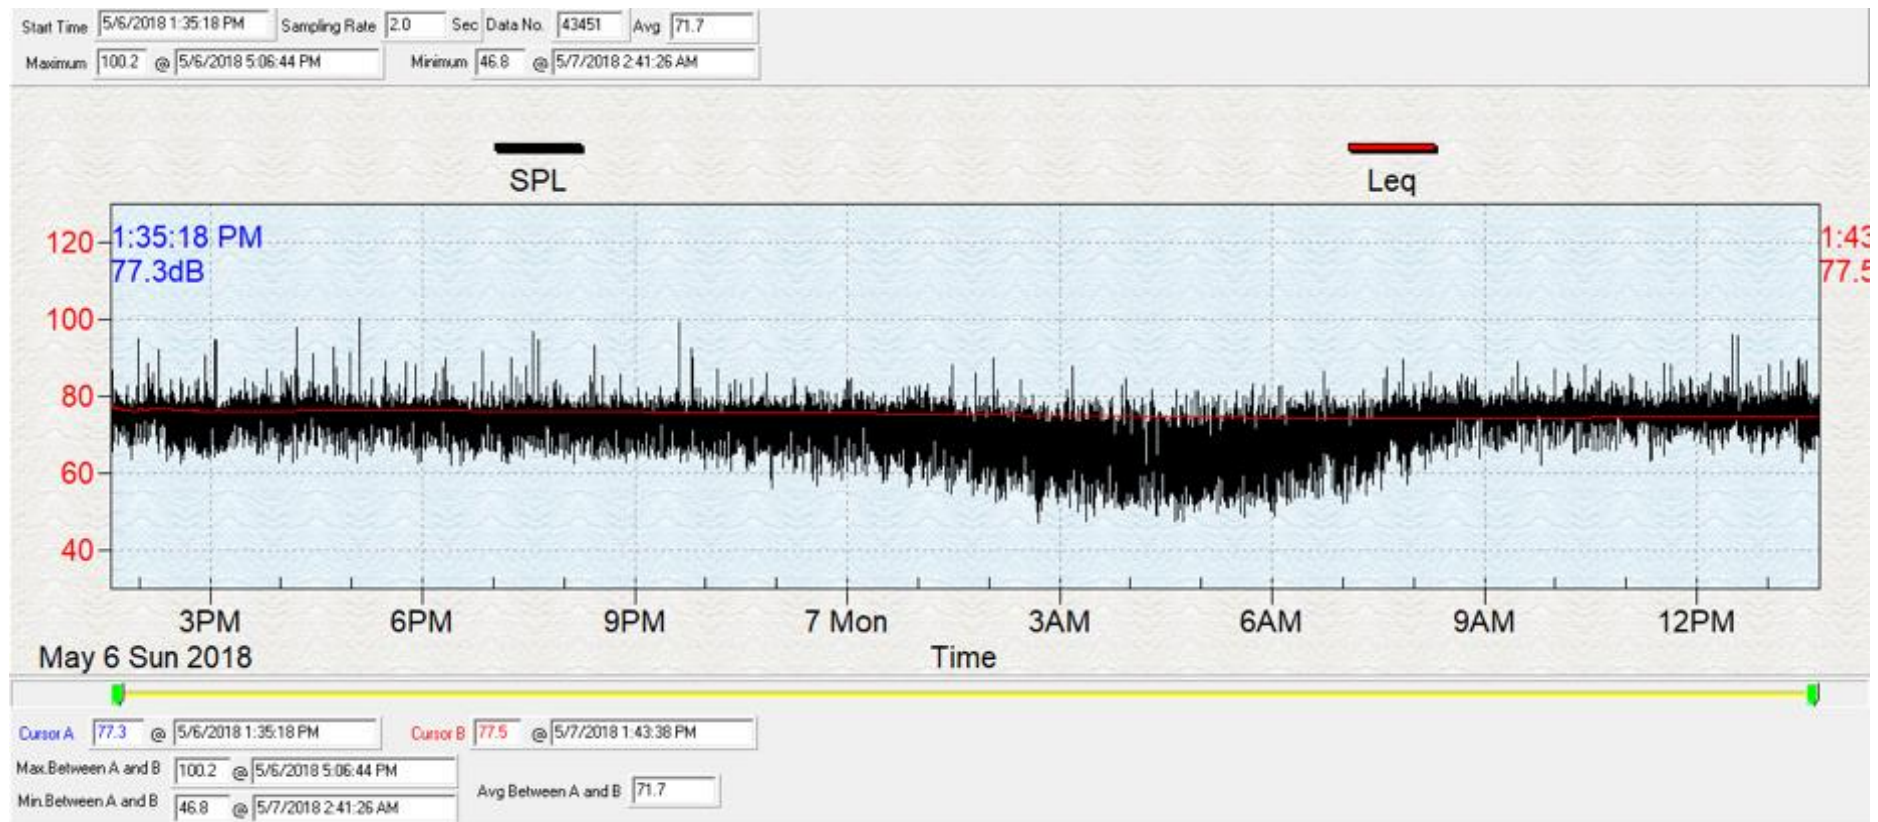 Start Time 5/6/2018 1:35:18 PM Sampling Rate 2.0 Sec Data No. 43451 Avg 71.7
Maximum 100.2 @ 5/6/2018 5:06:44 PM Minimum 46.8 @ 5/7/2018 2:41:26 AM
SPL Leq
120 1:35:18 PM 1:43
77.3dB 77.5
100
80
60
40
3PM 6PM 9PM 7 Mon 3AM 6AM 9AM 12PM
May 6 Sun 2018 Time
Cursor A 77.3 @ 5/6/2018 1:35:18 PM Cursor B 77.5 @ 5/7/2018 1:43:38 PM
Max.Between A and B 100.2 @ 5/6/2018 5:06:44 PM
Avg Between A and B 71.7
Min.Between A and B 46.8 @ 5/7/2018 2:41:26 AM